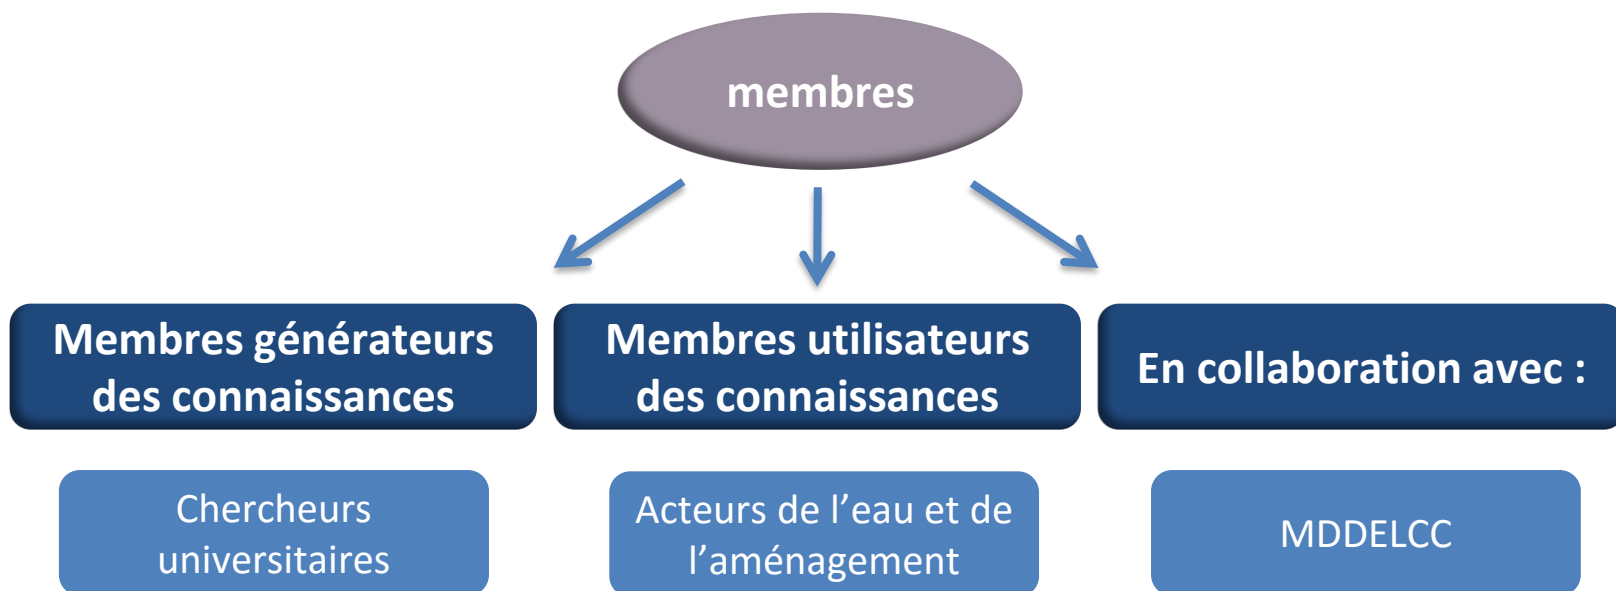 membres
Membres générateurs
des connaissances
Membres utilisateurs
des connaissances
En collaboration avec :
Chercheurs
universitaires
Acteurs de l’eau et de
l’aménagement
MDDELCC